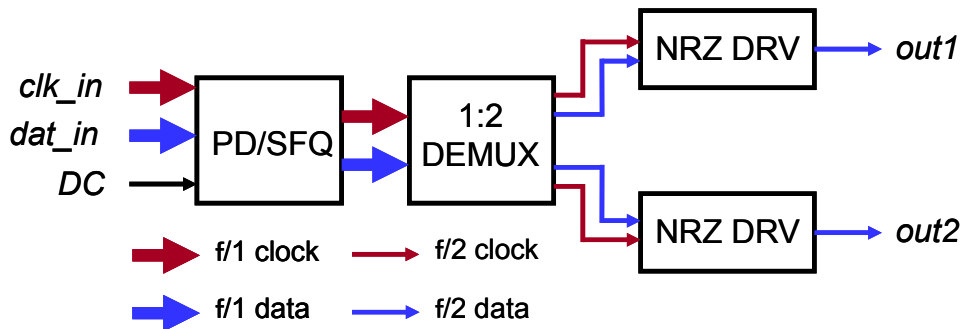 clk_in
dat_in
DC
PD/SFQ
1:2
DEMUX
NRZ DRV
out1
NRZ DRV
out2
f/1 clock
f/2 clock
f/1 data
f/2 data